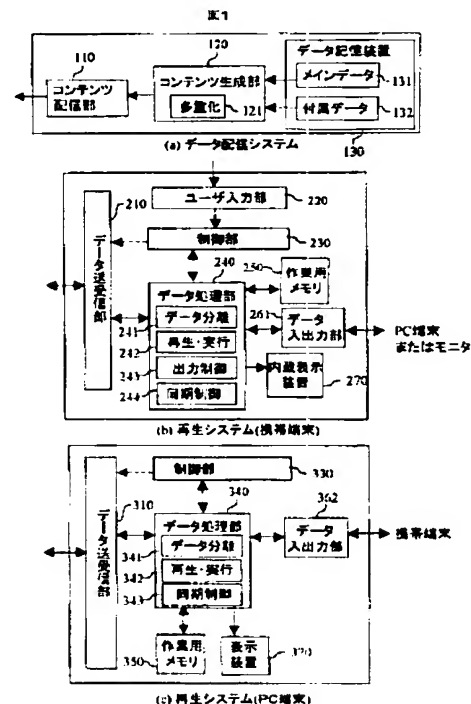 図1
110
コンテンツ
配信部
120
コンテンツ生成部
多重化
121
データ記憶装置
メインデータ
131
付属データ
132
130
(a) データ配信システム
210
データ送受信部
ユーザ入力部
220
制御部
230
240
データ処理部
241
データ分離
242
再生・実行
243
出力制御
244
同期制御
250
作業用
メモリ
261
データ
入出力部
PC端末
またはモニタ
内蔵表示
装置
270
(b) 再生システム(携帯端末)
310
データ送受信部
制御部
330
340
データ処理部
341
データ分離
342
再生・実行
343
同期制御
362
データ
入出力部
携帯端末
作業用
メモリ
350
表示
装置
370
(c) 再生システム(PC端末)